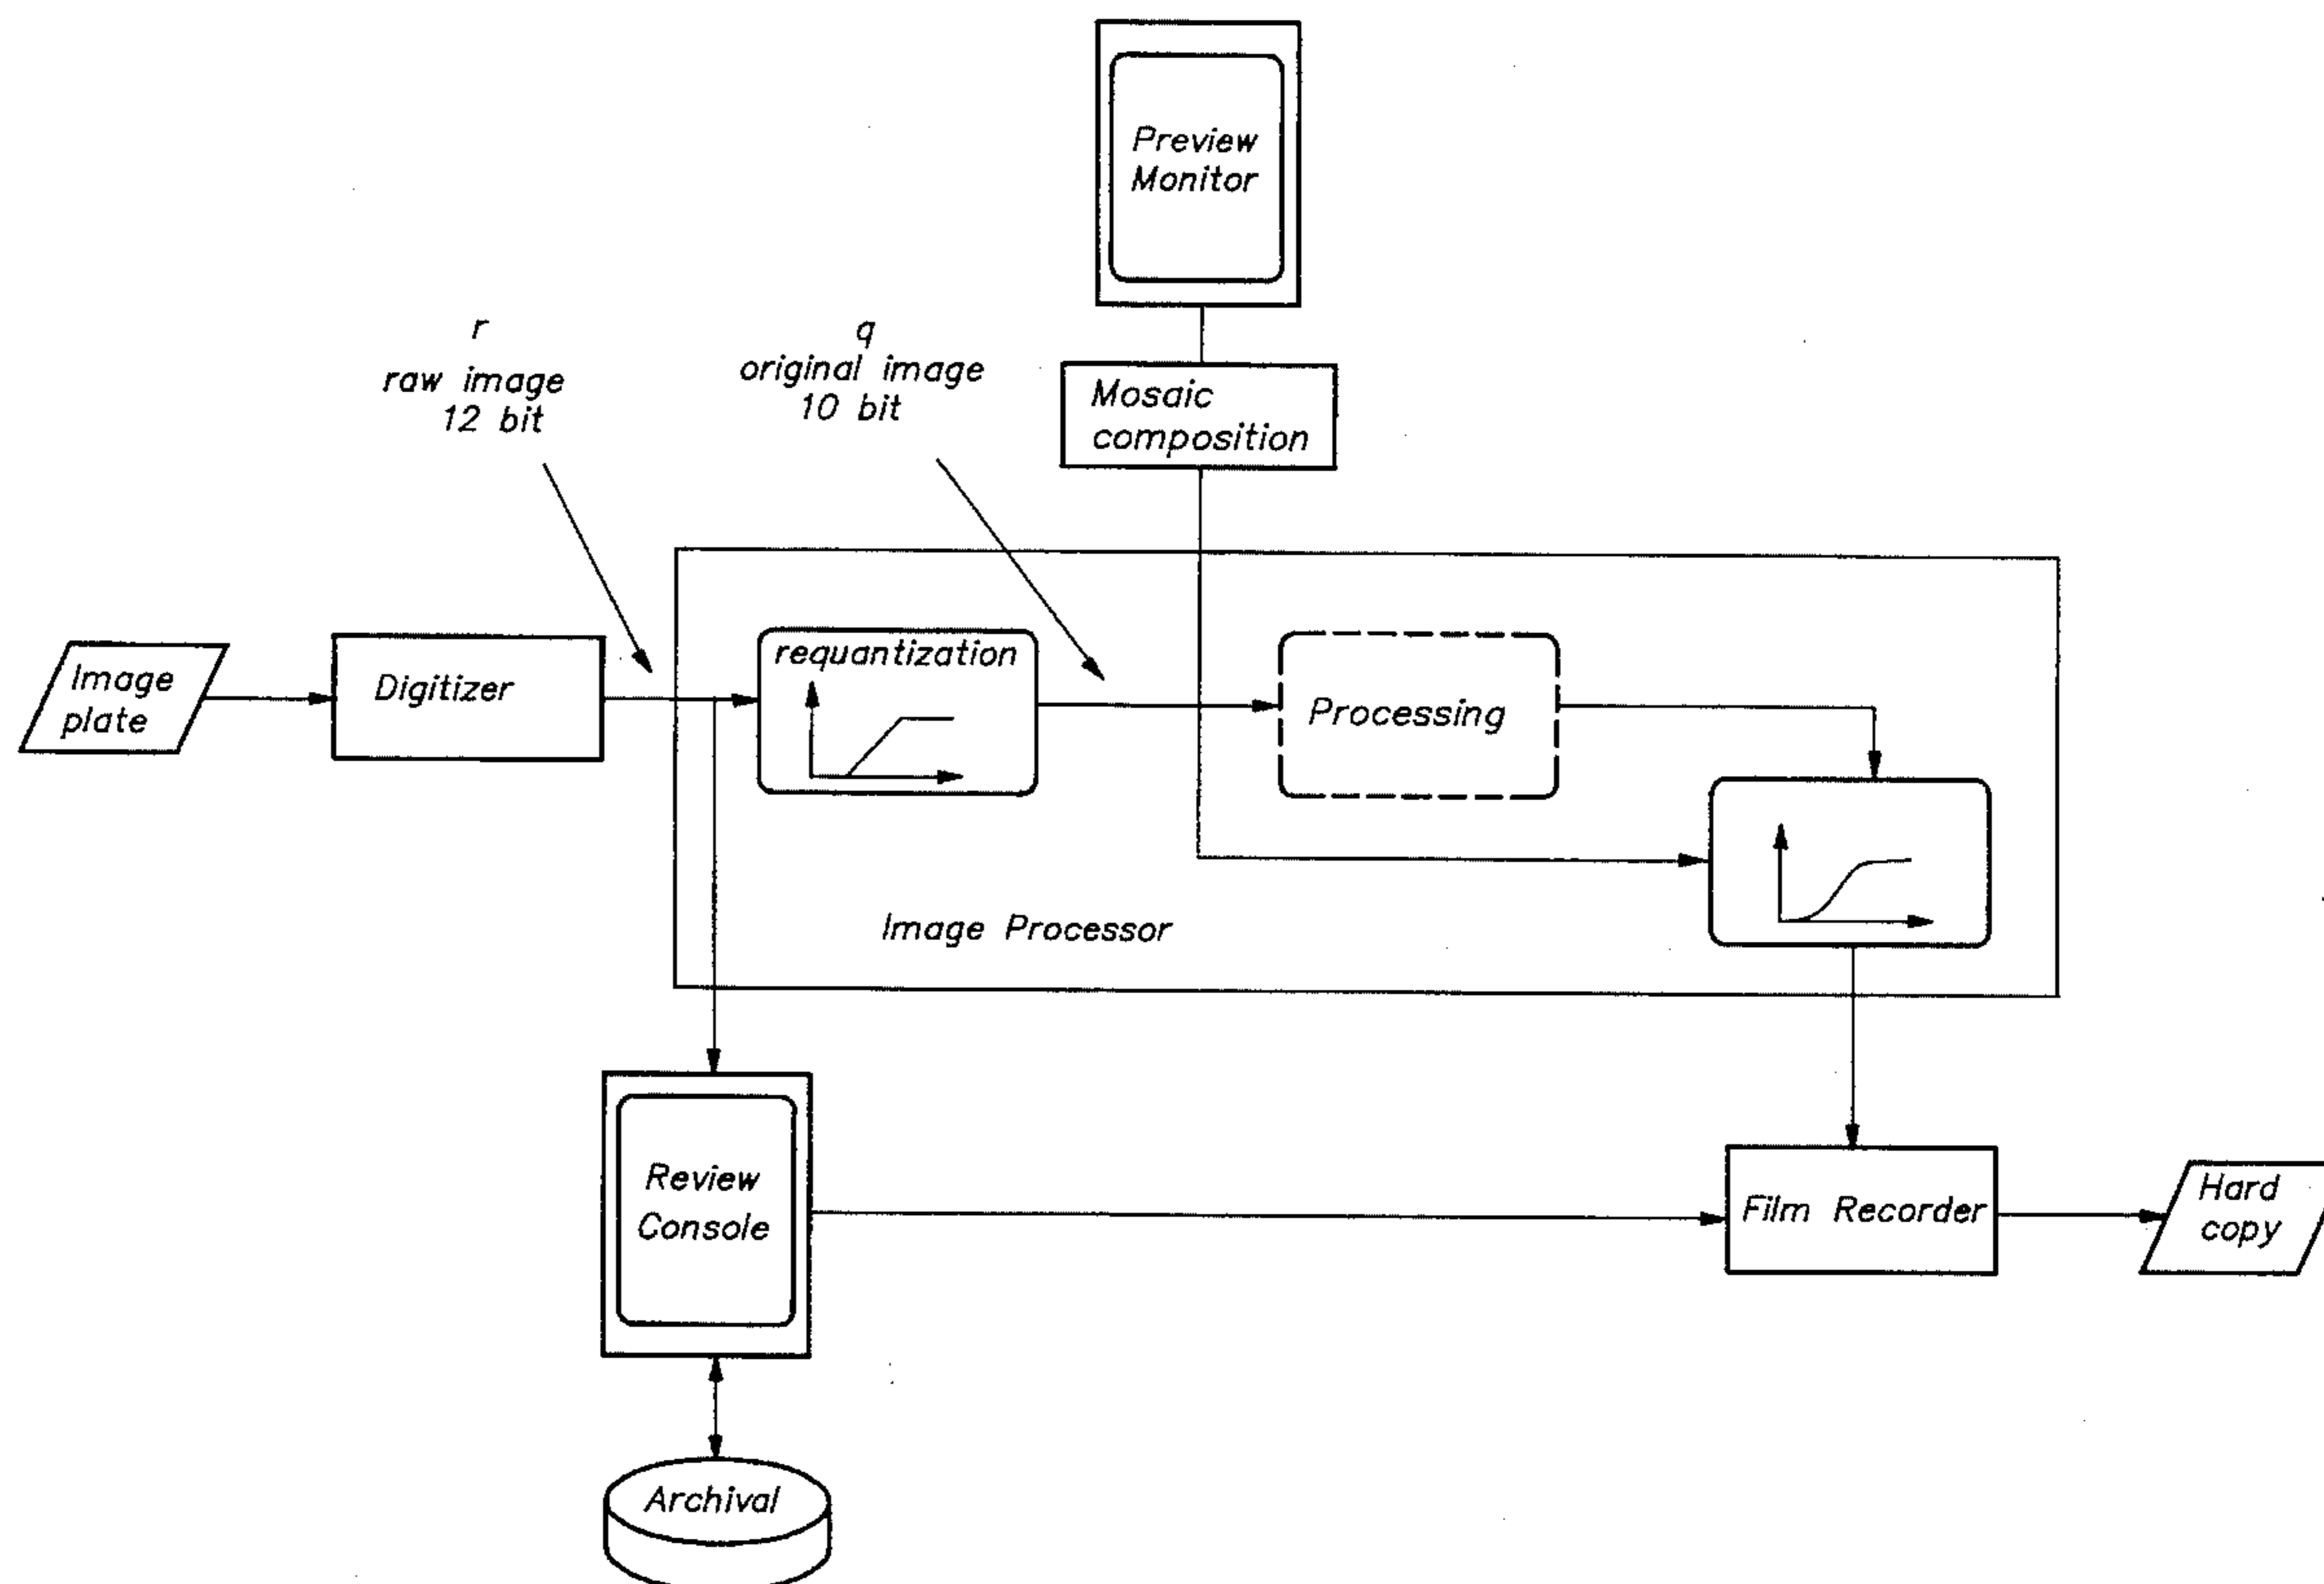 Preview
Monitor
r
raw image
12 bit
q
original image
10 bit
Mosaic
composition
Image
plate
Digitizer
requantization
Processing
Image Processor
Review
Console
Film Recorder
Hard
copy
Archival